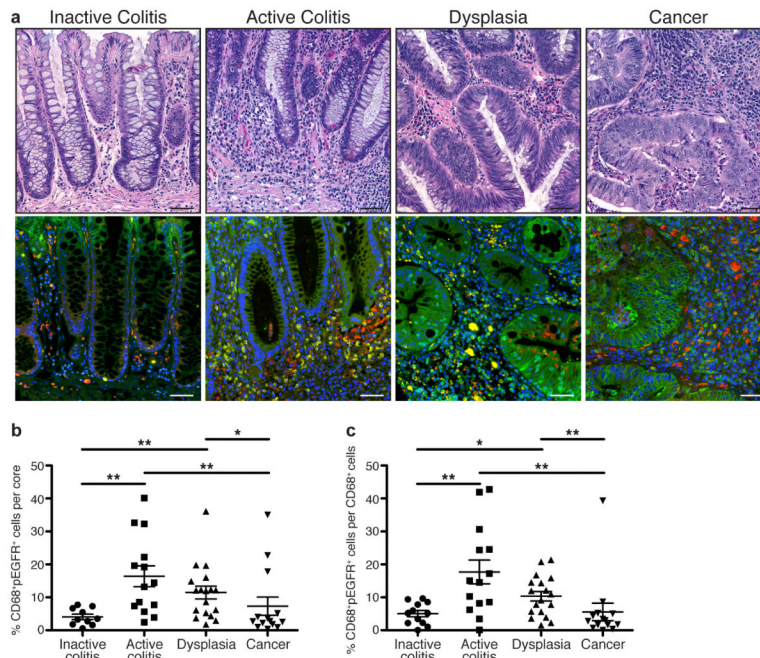 a Inactive Colitis Active Colitis Dysplasia Cancer
b
** *
** **
% CD68⁺pEGFR⁺ cells per core
50
40
30
20
10
0
Inactive colitis Active colitis Dysplasia Cancer
c
* **
** **
% CD68⁺pEGFR⁺ cells per CD68⁺ cells
50
40
30
20
10
0
Inactive colitis Active colitis Dysplasia Cancer